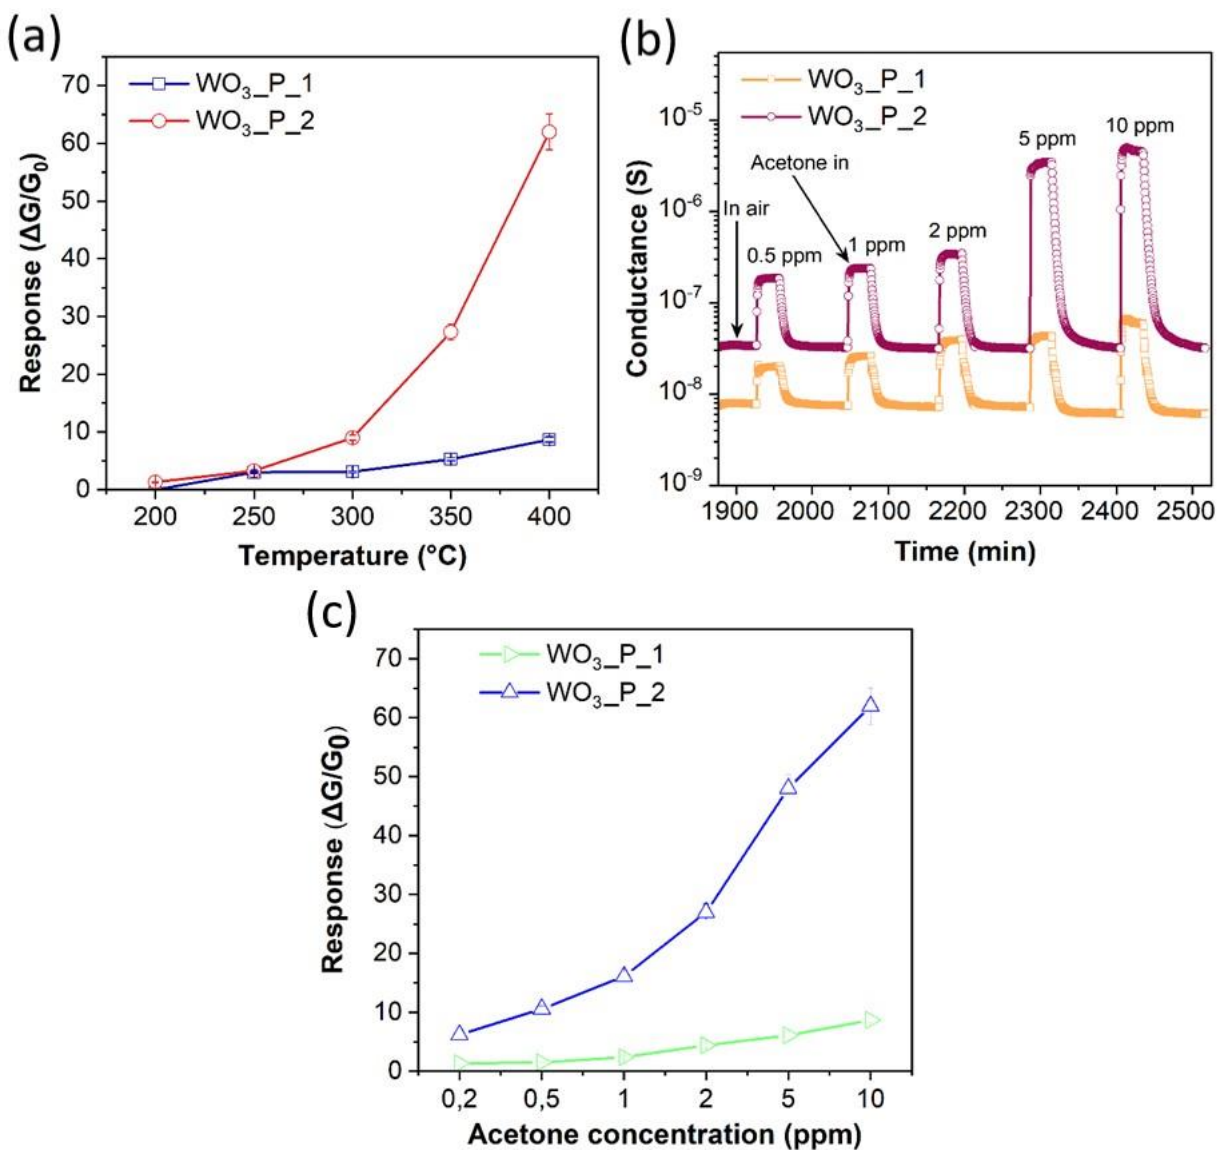 (a)
WO₃_P_1
WO₃_P_2
Response (ΔG/G₀)
70
60
50
40
30
20
10
0
200 250 300 350 400
Temperature (°C)
(b)
WO₃_P_1
WO₃_P_2
Conductance (S)
10⁻⁵
10⁻⁶
10⁻⁷
10⁻⁸
10⁻⁹
In air
Acetone in
0.5 ppm
1 ppm
2 ppm
5 ppm
10 ppm
1900 2000 2100 2200 2300 2400 2500
Time (min)
(c)
WO₃_P_1
WO₃_P_2
Response (ΔG/G0)
70
60
50
40
30
20
10
0
0,2 0,5 1 2 5 10
Acetone concentration (ppm)